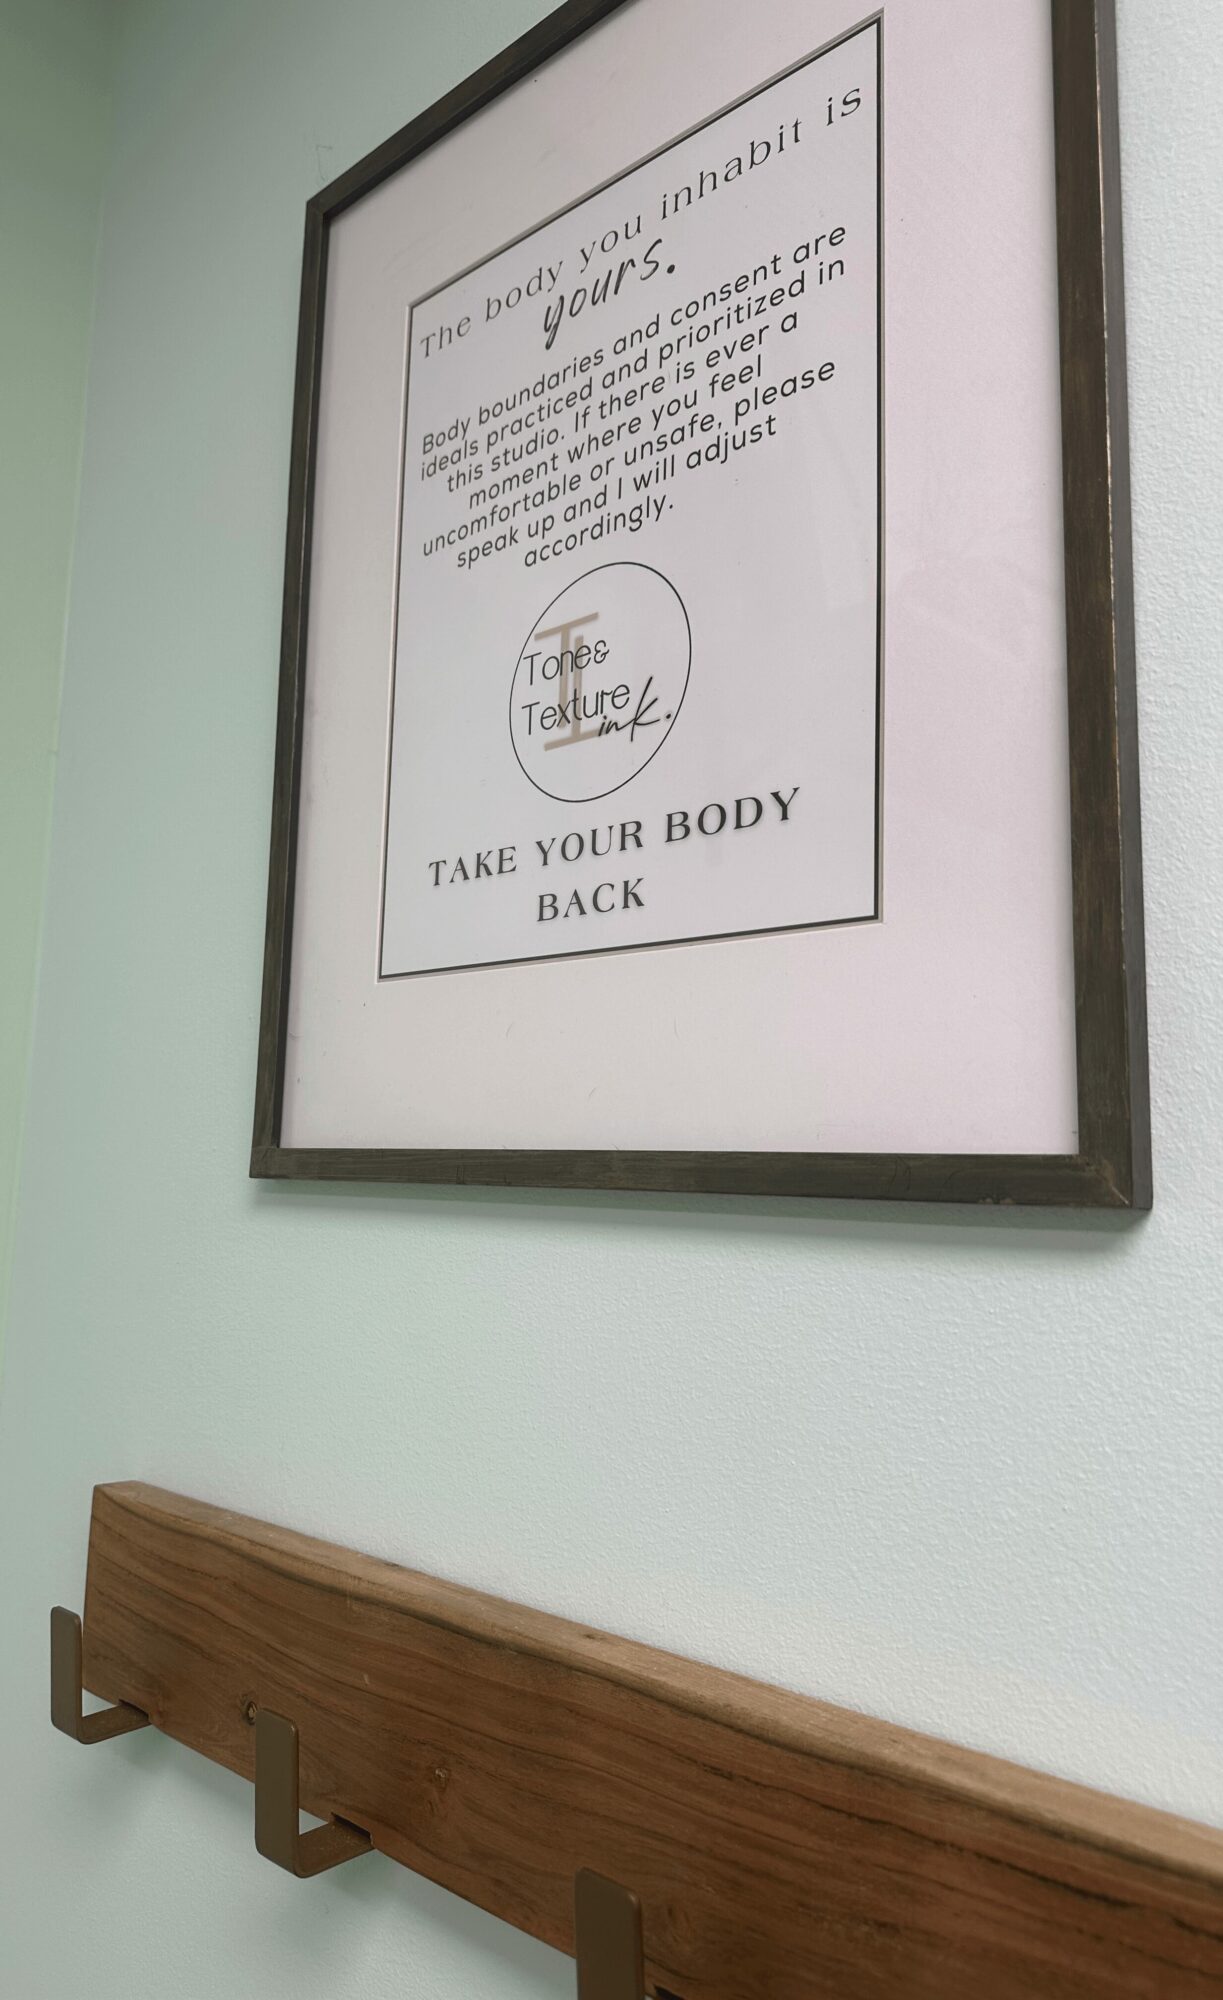 The body you inhabit is
yours.
Body boundaries and consent are
ideals practiced and prioritized in
this studio. If there is ever a
moment where you feel
uncomfortable or unsafe, please
speak up and I will adjust
accordingly.
Tone&
Texture
ink.
TAKE YOUR BODY
BACK